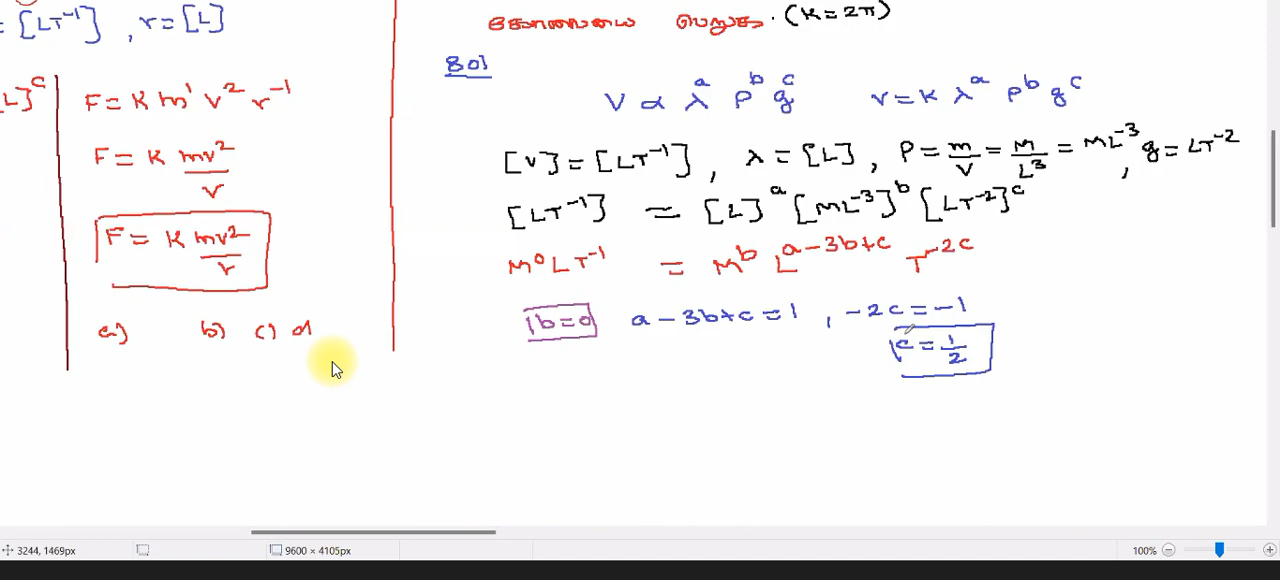 = [LT⁻¹], r = [L]
[L]ᶜ
F = K m¹ v² r⁻¹
F = K mv²/r
F = K mv²/r
a) b) c) d
கோவையை பெறுக. (K = 2π)
Sol
V ∝ λᵃ ρᵇ gᶜ v = K λᵃ ρᵇ gᶜ
[V] = [LT⁻¹], λ = [L], ρ = m/V = M/L³ = ML⁻³, g = LT⁻²
[LT⁻¹] = [L]ᵃ [ML⁻³]ᵇ [LT⁻²]ᶜ
M⁰LT⁻¹ = Mᵇ Lᵃ⁻³ᵇ⁺ᶜ T⁻²ᶜ
b = 0 a - 3b + c = 1, -2c = -1
c = 1/2
3244, 1469px 9600 × 4105px 100%